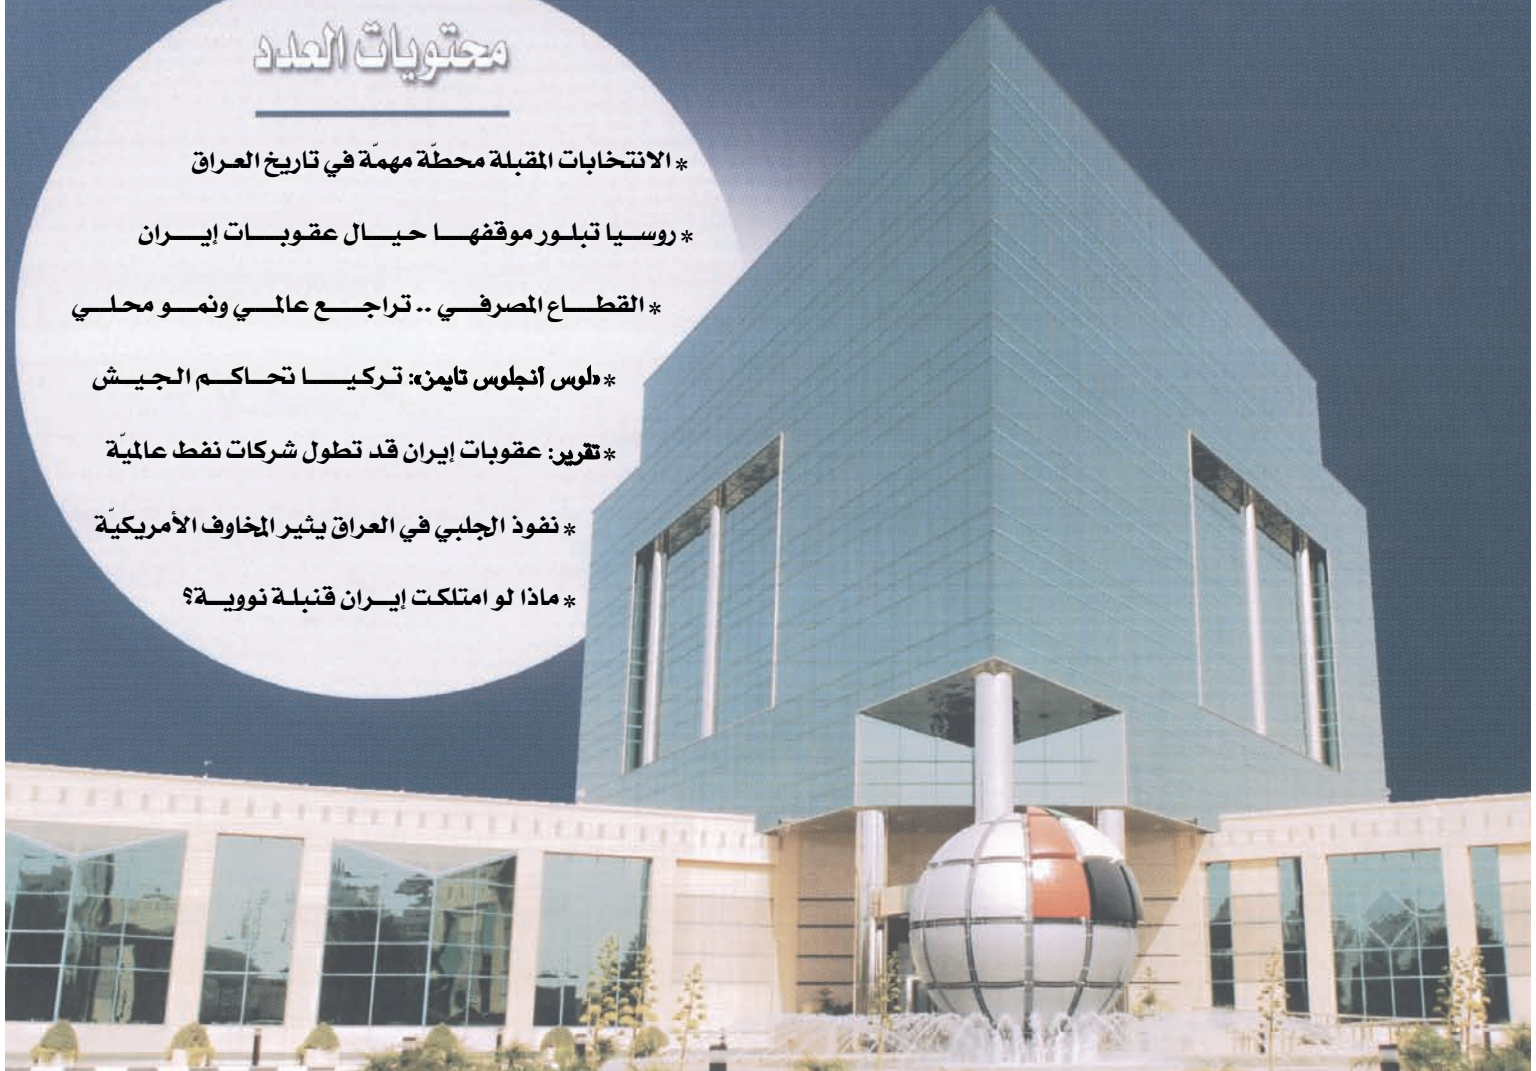 محتويات العدد
* الانتخابات المقبلة محطّة مهمّة في تاريخ العراق
* روسيا تبلور موقفها حيال عقوبات إيران
* القطاع المصرفي .. تراجع عالمي ونمو محلي
* «لوس أنجلوس تايمز»: تركيا تحاكم الجيش
* تقرير: عقوبات إيران قد تطول شركات نفط عالميّة
* نفوذ الجلبي في العراق يثير المخاوف الأمريكيّة
* ماذا لو امتلكت إيران قنبلة نووية؟